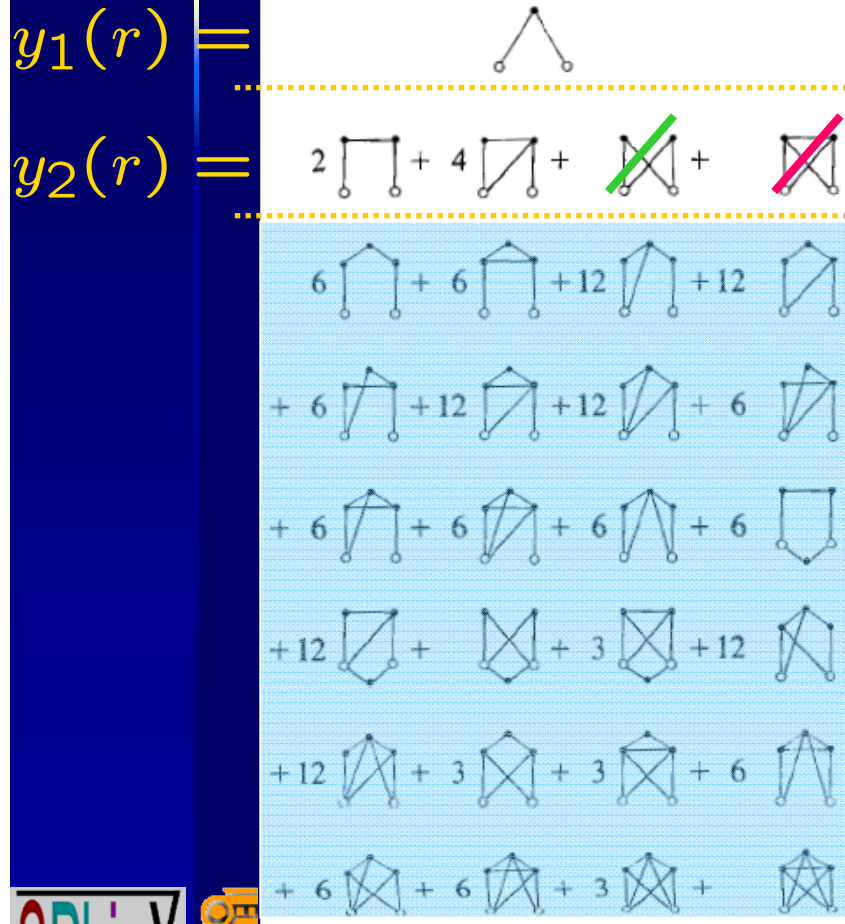 y1(r) =
y2(r) = 2 + 4 + +
6 + 6 +12 +12
+ 6 +12 +12 + 6
+ 6 + 6 + 6 + 6
+12 + + 3 +12
+12 + 3 + 3 + 6
+ 6 + 6 + 3 +